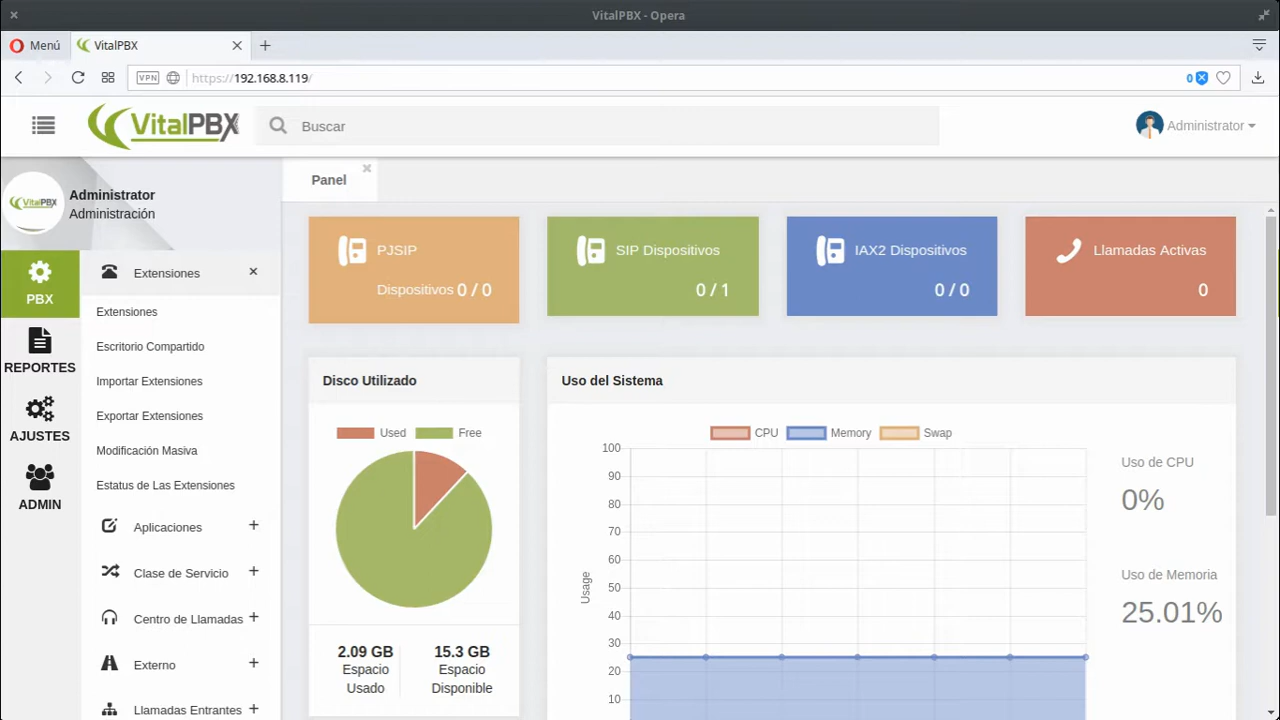 VitalPBX - Opera
Menú
VitalPBX
VPN
https://192.168.8.119/
0
VitalPBX
Buscar
Administrator
VitalPBX
Administrator
Administración
Panel
PBX
REPORTES
AJUSTES
ADMIN
Extensiones
Extensiones
Escritorio Compartido
Importar Extensiones
Exportar Extensiones
Modificación Masiva
Estatus de Las Extensiones
Aplicaciones
Clase de Servicio
Centro de Llamadas
Externo
Llamadas Entrantes
PJSIP
Dispositivos 0 / 0
SIP Dispositivos
0 / 1
IAX2 Dispositivos
0 / 0
Llamadas Activas
0
Disco Utilizado
Used Free
2.09 GB
Espacio
Usado
15.3 GB
Espacio
Disponible
Uso del Sistema
CPU Memory Swap
100
90
80
70
60
50
40
30
20
10
Usage
Uso de CPU
0%
Uso de Memoria
25.01%